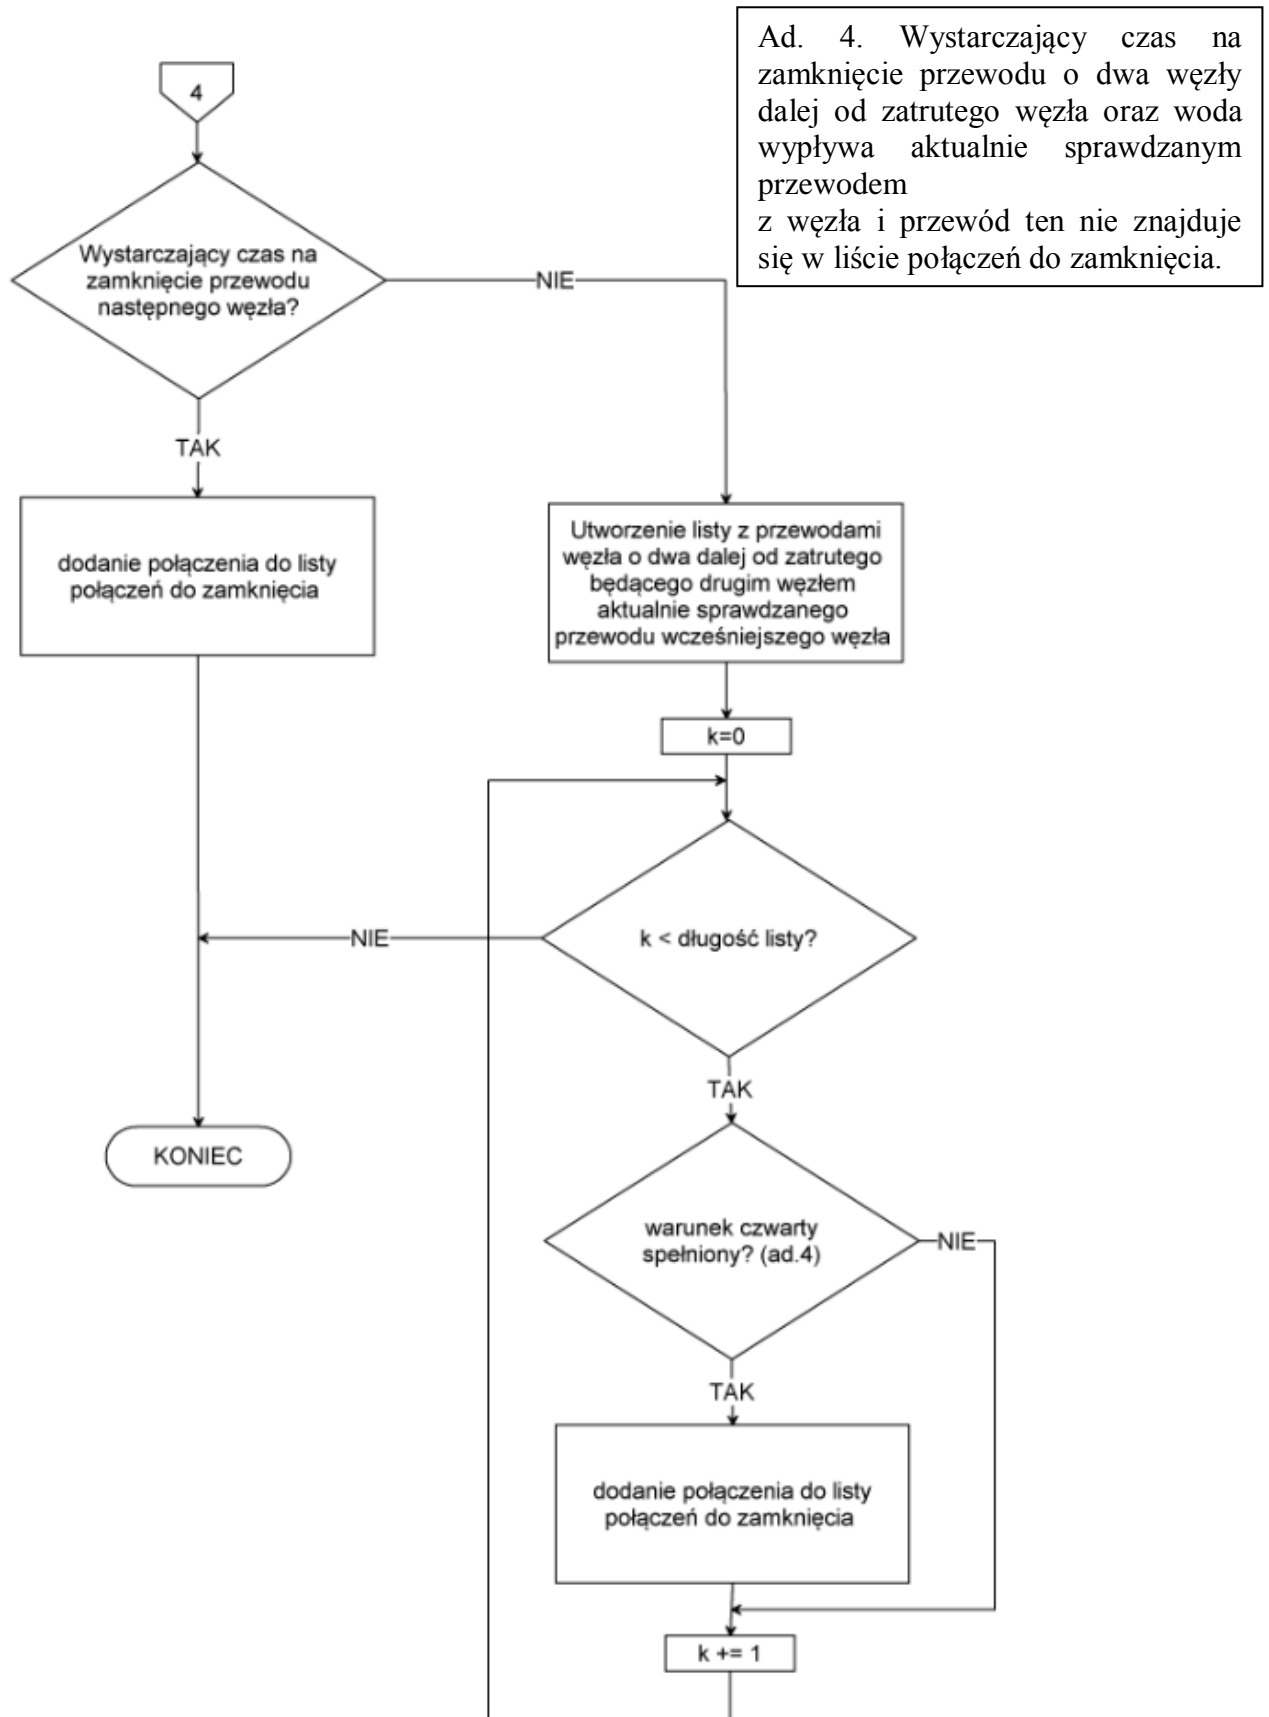 Ad. 4. Wystarczający czas na
zamknięcie przewodu o dwa węzły
dalej od zatrutego węzła oraz woda
wypływa aktualnie sprawdzanym
przewodem
z węzła i przewód ten nie znajduje
się w liście połączeń do zamknięcia.
4
Wystarczający czas na
zamknięcie przewodu
następnego węzła?
NIE
TAK
dodanie połączenia do listy
połączeń do zamknięcia
Utworzenie listy z przewodami
węzła o dwa dalej od zatrutego
będącego drugim węzłem
aktualnie sprawdzanego
przewodu wcześniejszego węzła
k=0
k < długość listy?
NIE
TAK
KONIEC
warunek czwarty
spełniony? (ad.4)
NIE
TAK
dodanie połączenia do listy
połączeń do zamknięcia
k += 1